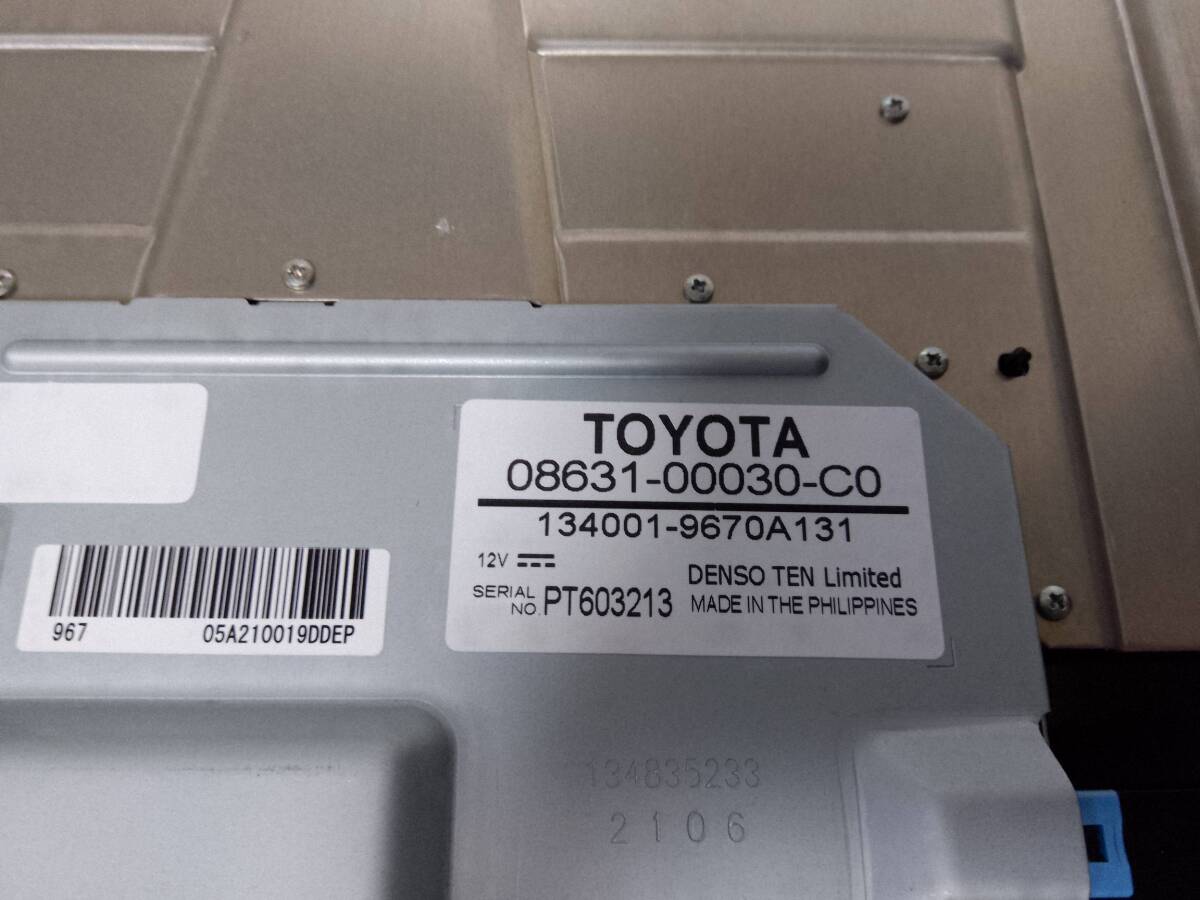 TOYOTA
08631-00030-C0
134001-9670A131
12V
DENSO TEN Limited
SERIAL NO. PT603213
MADE IN THE PHILIPPINES
967 05A210019DDEP
134835233
2106